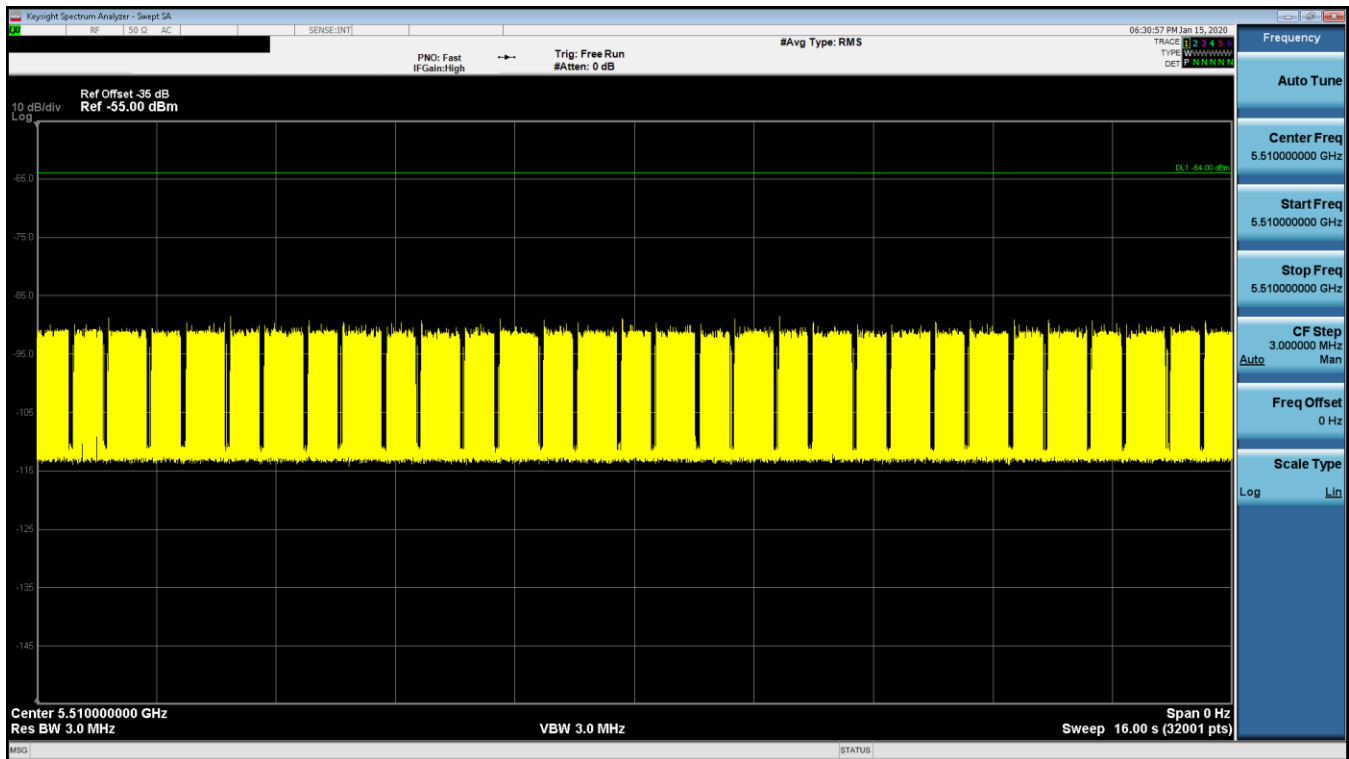 Keysight Spectrum Analyzer - Swept SA
RF 50 Ω AC SENSE:INT 06:30:57 PM Jan 15, 2020
#Avg Type: RMS
TRACE 1 2 3 4 5 6
PNO: Fast Trig: Free Run
TYPE WWWWWW
IFGain:High #Atten: 0 dB
DET P N N N N N
Ref Offset -35 dB
10 dB/div Ref -55.00 dBm
Log
DL1 -64.00 dBm
-65.0
-75.0
-85.0
-95.0
-105
-115
-125
-135
-145
Center 5.510000000 GHz Span 0 Hz
Res BW 3.0 MHz VBW 3.0 MHz Sweep 16.00 s (32001 pts)
MSG STATUS
Frequency
Auto Tune
Center Freq
5.510000000 GHz
Start Freq
5.510000000 GHz
Stop Freq
5.510000000 GHz
CF Step
3.000000 MHz
Auto Man
Freq Offset
0 Hz
Scale Type
Log Lin